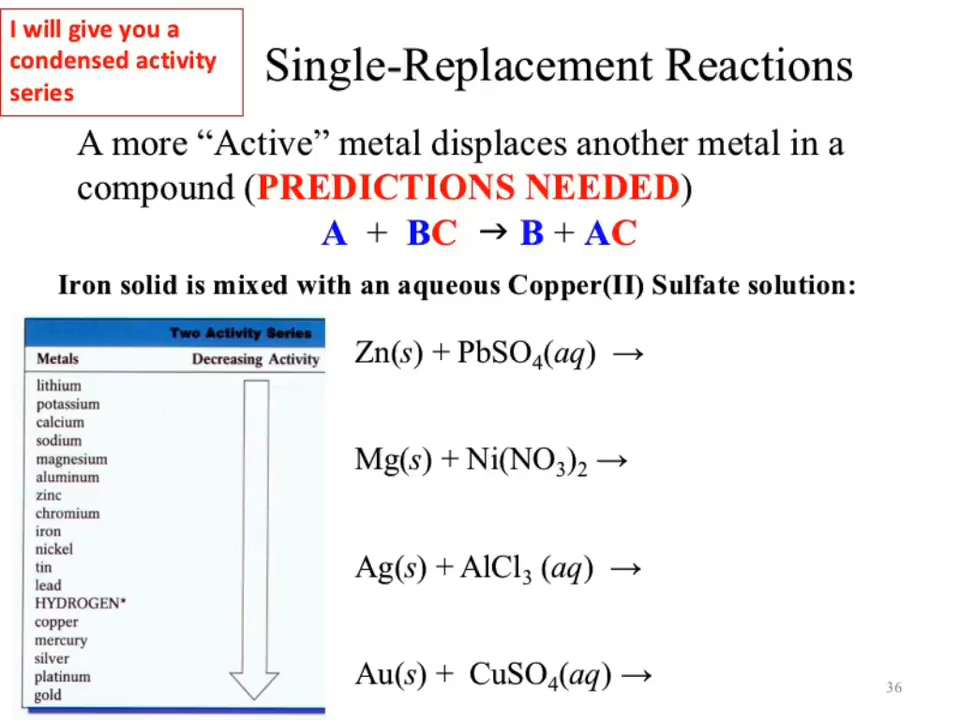 I will give you a
condensed activity
series
Single-Replacement Reactions
A more “Active” metal displaces another metal in a
compound (PREDICTIONS NEEDED)
A + BC → B + AC
Iron solid is mixed with an aqueous Copper(II) Sulfate solution:
Two Activity Series
Metals Decreasing Activity
lithium
potassium
calcium
sodium
magnesium
aluminum
zinc
chromium
iron
nickel
tin
lead
HYDROGEN*
copper
mercury
silver
platinum
gold
Zn(s) + PbSO₄(aq) →
Mg(s) + Ni(NO₃)₂ →
Ag(s) + AlCl₃ (aq) →
Au(s) + CuSO₄(aq) →
36